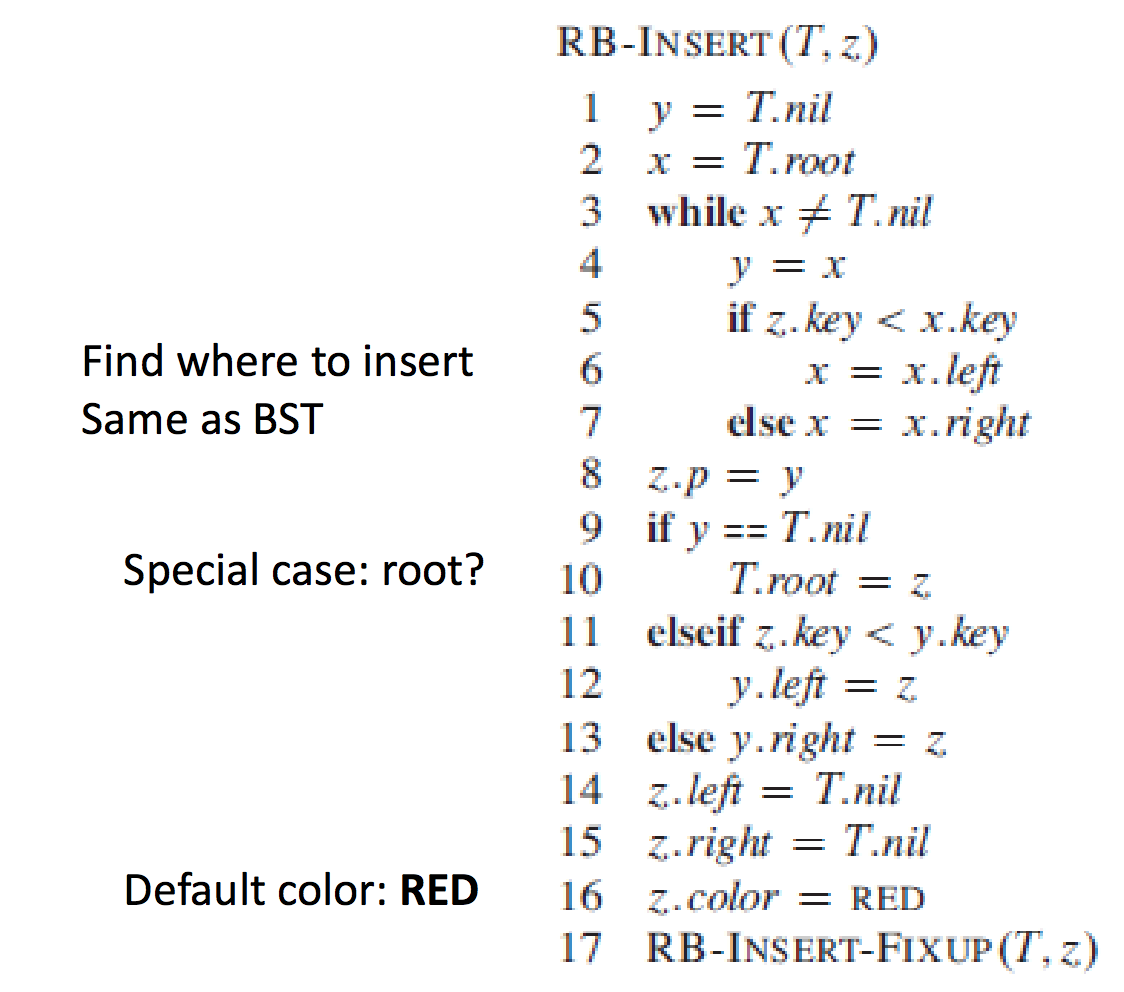 RB-INSERT(T, z)
1 y = T.nil
2 x = T.root
3 while x ≠ T.nil
4 y = x
5 if z.key < x.key
Find where to insert
6 x = x.left
Same as BST
7 else x = x.right
8 z.p = y
9 if y == T.nil
Special case: root?
10 T.root = z
11 elseif z.key < y.key
12 y.left = z
13 else y.right = z
14 z.left = T.nil
15 z.right = T.nil
Default color: RED
16 z.color = RED
17 RB-INSERT-FIXUP(T, z)